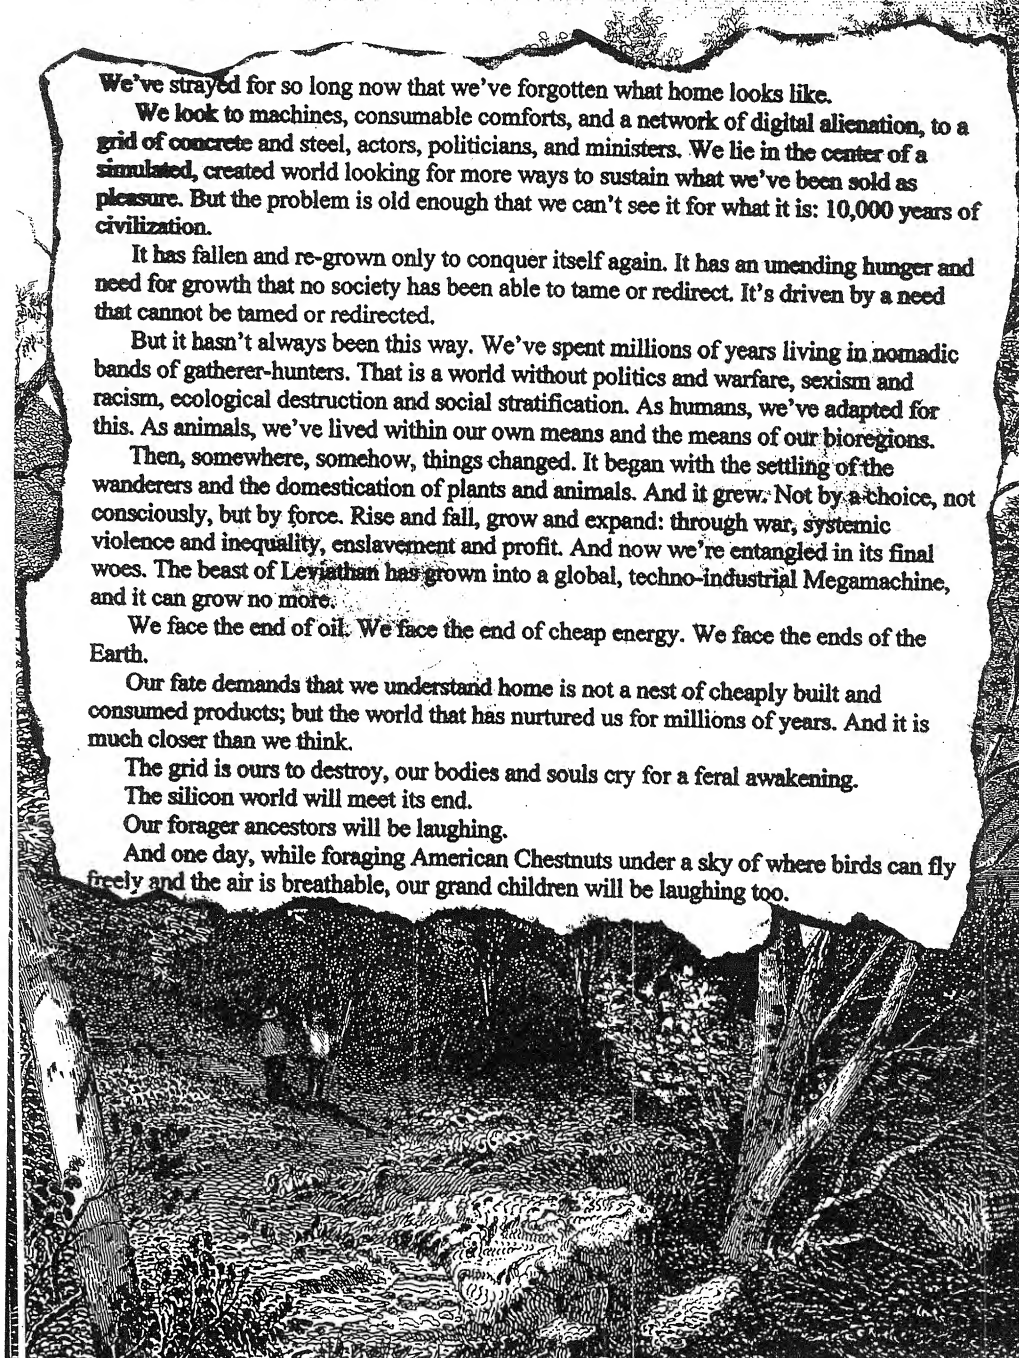 We've strayed for so long now that we've forgotten what home looks like.
We look to machines, consumable comforts, and a network of digital alienation, to a
grid of concrete and steel, actors, politicians, and ministers. We lie in the center of a
simulated, created world looking for more ways to sustain what we've been sold as
pleasure. But the problem is old enough that we can't see it for what it is: 10,000 years of
civilization.
It has fallen and re-grown only to conquer itself again. It has an unending hunger and
need for growth that no society has been able to tame or redirect. It's driven by a need
that cannot be tamed or redirected.
But it hasn't always been this way. We've spent millions of years living in nomadic
bands of gatherer-hunters. That is a world without politics and warfare, sexism and
racism, ecological destruction and social stratification. As humans, we've adapted for
this. As animals, we've lived within our own means and the means of our bioregions.
Then, somewhere, somehow, things changed. It began with the settling of the
wanderers and the domestication of plants and animals. And it grew. Not by a choice, not
consciously, but by force. Rise and fall, grow and expand: through war, systemic
violence and inequality, enslavement and profit. And now we're entangled in its final
woes. The beast of Leviathan has grown into a global, techno-industrial Megamachine,
and it can grow no more.
We face the end of oil. We face the end of cheap energy. We face the ends of the
Earth.
Our fate demands that we understand home is not a nest of cheaply built and
consumed products; but the world that has nurtured us for millions of years. And it is
much closer than we think.
The grid is ours to destroy, our bodies and souls cry for a feral awakening.
The silicon world will meet its end.
Our forager ancestors will be laughing.
And one day, while foraging American Chestnuts under a sky of where birds can fly
freely and the air is breathable, our grand children will be laughing too.